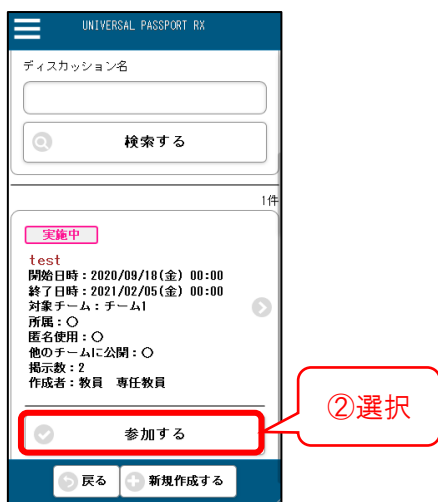 UNIVERSAL PASSPORT RX
ディスカッション名
検索する
1件
実施中
test
開始日時：2020/09/18(金) 00:00
終了日時：2021/02/05(金) 00:00
対象チーム：チーム1
所属：○
匿名使用：○
他のチームに公開：○
掲示数：2
作成者：教員 専任教員
参加する
②選択
戻る
新規作成する